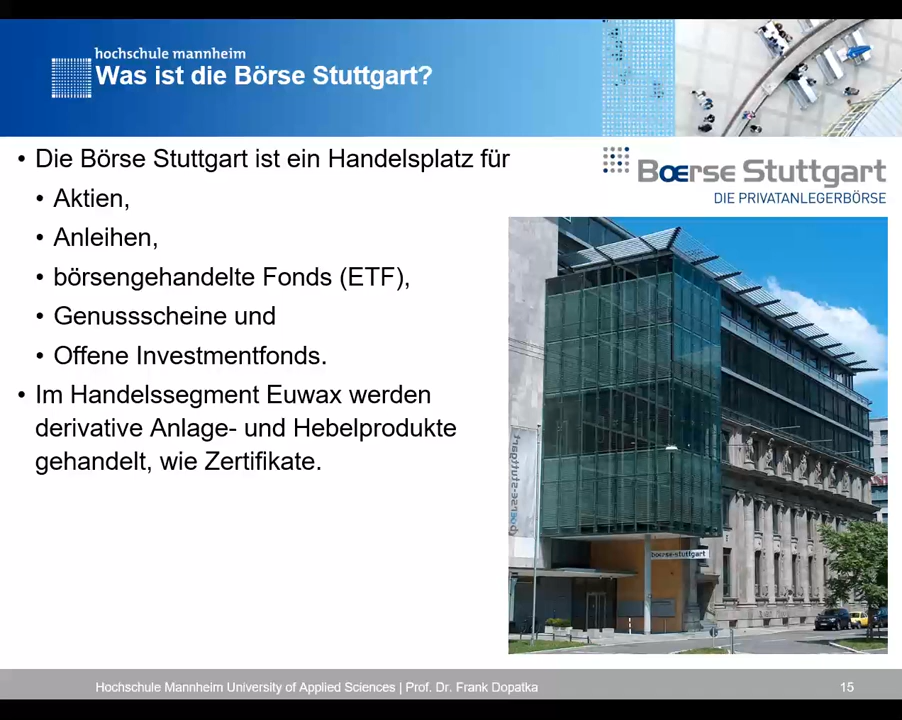 hochschule mannheim
Was ist die Börse Stuttgart?
• Die Börse Stuttgart ist ein Handelsplatz für
• Aktien,
• Anleihen,
• börsengehandelte Fonds (ETF),
• Genussscheine und
• Offene Investmentfonds.
• Im Handelssegment Euwax werden
derivative Anlage- und Hebelprodukte
gehandelt, wie Zertifikate.
Boerse Stuttgart
DIE PRIVATANLEGERBÖRSE
boerse-stuttgart
boerse-stuttgart
Hochschule Mannheim University of Applied Sciences | Prof. Dr. Frank Dopatka
15